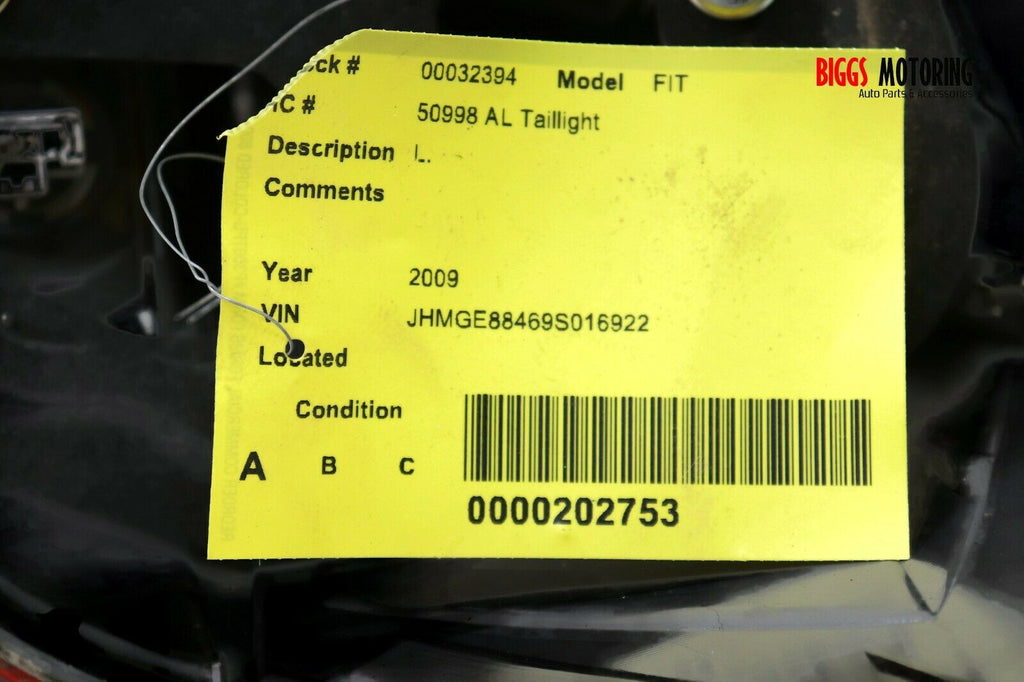 ck # 00032394 Model FIT
IC # 50998 AL Taillight
Description L.
Comments
Year 2009
VIN JHMGE88469S016922
Located
Condition
A B C
0000202753
BIGGS MOTORING
Auto Parts & Accessories